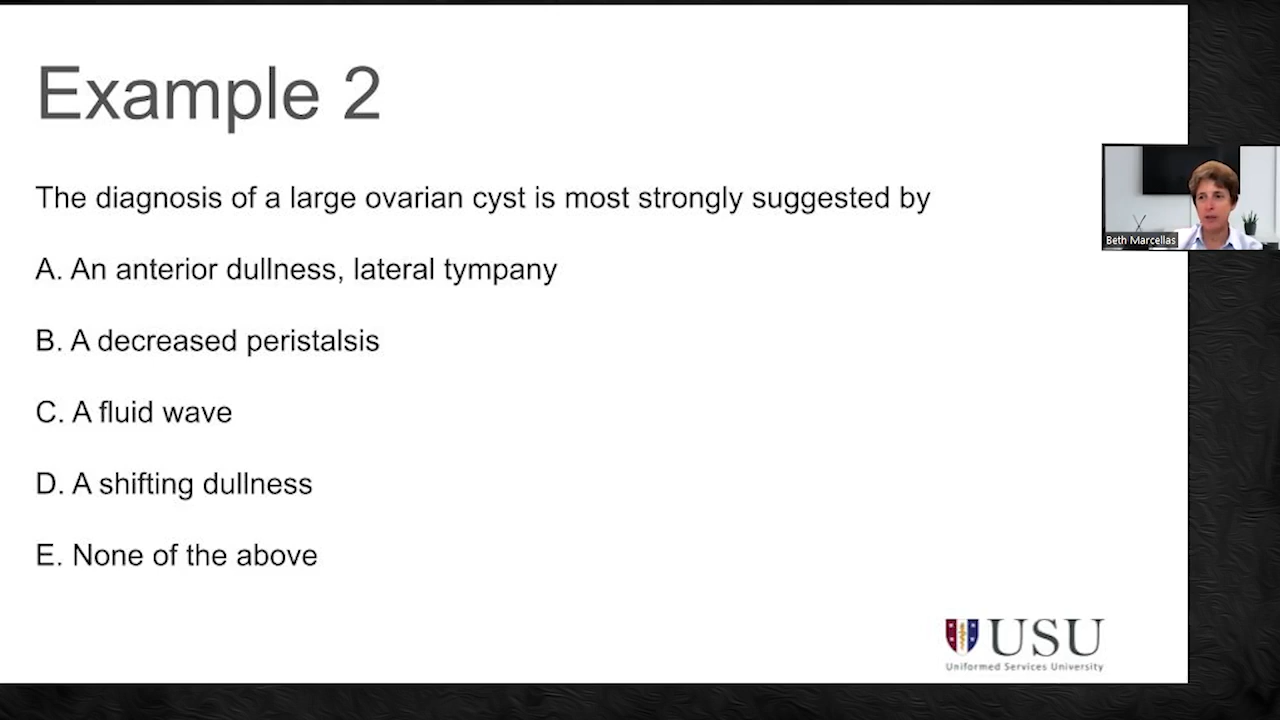 Example 2
The diagnosis of a large ovarian cyst is most strongly suggested by
A. An anterior dullness, lateral tympany
B. A decreased peristalsis
C. A fluid wave
D. A shifting dullness
E. None of the above
Beth Marcellas
USU
Uniformed Services University